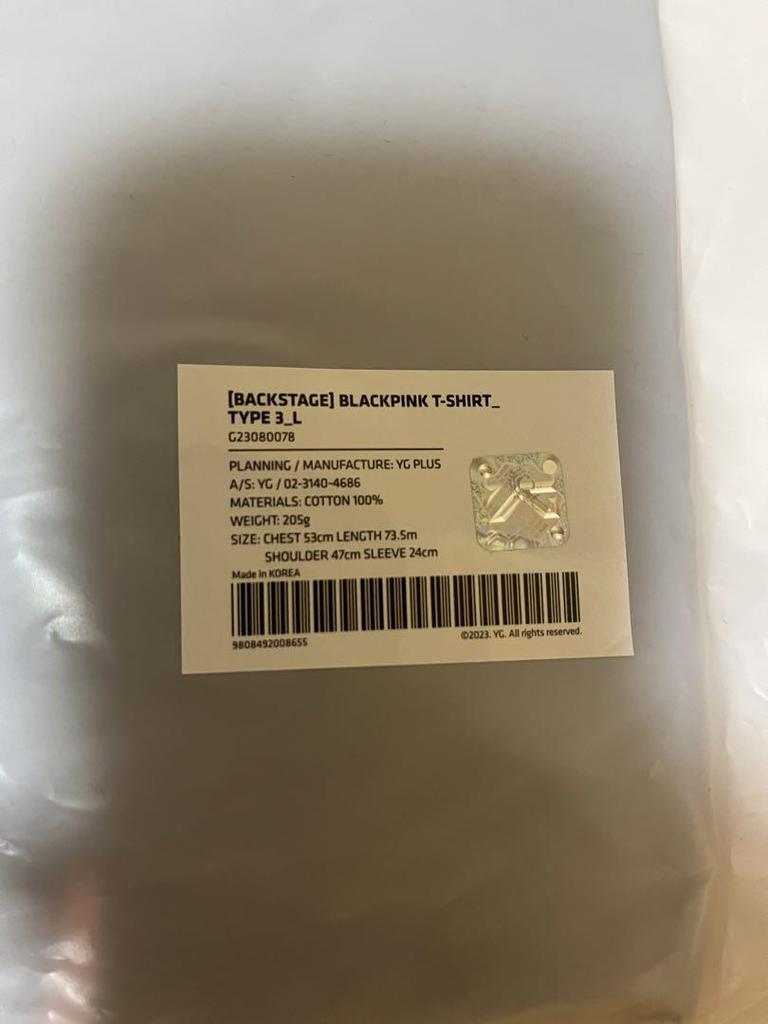 [BACKSTAGE] BLACKPINK T-SHIRT_
TYPE 3_L
G23080078
PLANNING / MANUFACTURE: YG PLUS
A/S: YG / 02-3140-4686
MATERIALS: COTTON 100%
WEIGHT: 205g
SIZE: CHEST 53cm LENGTH 73.5m
SHOULDER 47cm SLEEVE 24cm
Made in KOREA
9808492008655
©2023. YG. All rights reserved.